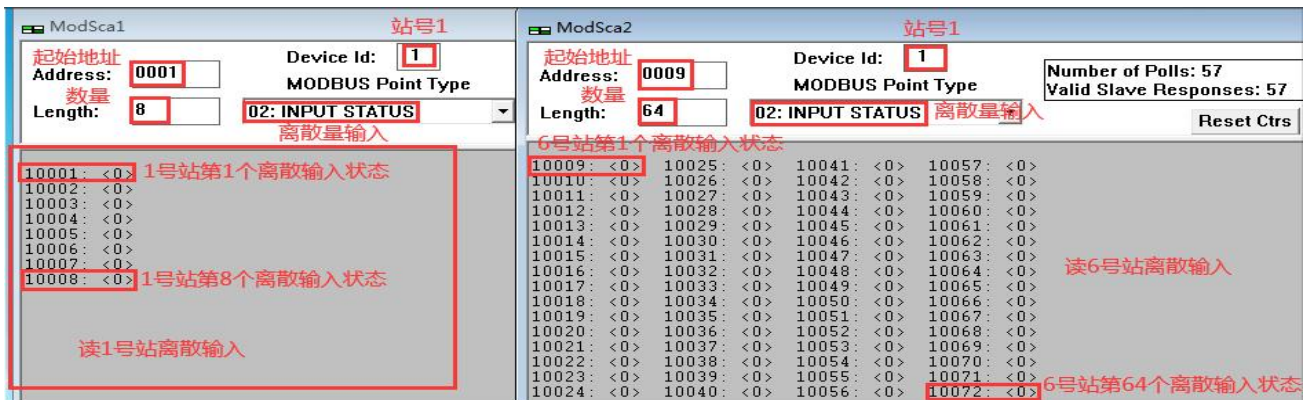 ModSca1
站号1
起始地址
Address: 0001
Device Id: 1
MODBUS Point Type
数量
Length: 8
02: INPUT STATUS
离散量输入
10001: <0> 1号站第1个离散输入状态
10002: <0>
10003: <0>
10004: <0>
10005: <0>
10006: <0>
10007: <0>
10008: <0> 1号站第8个离散输入状态
读1号站离散输入
ModSca2
站号1
起始地址
Address: 0009
Device Id: 1
MODBUS Point Type
Number of Polls: 57
Valid Slave Responses: 57
数量
Length: 64
02: INPUT STATUS 离散量输入
Reset Ctrs
6号站第1个离散输入状态
10009: <0> 10025: <0> 10041: <0> 10057: <0>
10010: <0> 10026: <0> 10042: <0> 10058: <0>
10011: <0> 10027: <0> 10043: <0> 10059: <0>
10012: <0> 10028: <0> 10044: <0> 10060: <0>
10013: <0> 10029: <0> 10045: <0> 10061: <0>
10014: <0> 10030: <0> 10046: <0> 10062: <0>
10015: <0> 10031: <0> 10047: <0> 10063: <0>
10016: <0> 10032: <0> 10048: <0> 10064: <0> 读6号站离散输入
10017: <0> 10033: <0> 10049: <0> 10065: <0>
10018: <0> 10034: <0> 10050: <0> 10066: <0>
10019: <0> 10035: <0> 10051: <0> 10067: <0>
10020: <0> 10036: <0> 10052: <0> 10068: <0>
10021: <0> 10037: <0> 10053: <0> 10069: <0>
10022: <0> 10038: <0> 10054: <0> 10070: <0>
10023: <0> 10039: <0> 10055: <0> 10071: <0>
10024: <0> 10040: <0> 10056: <0> 10072: <0> 6号站第64个离散输入状态